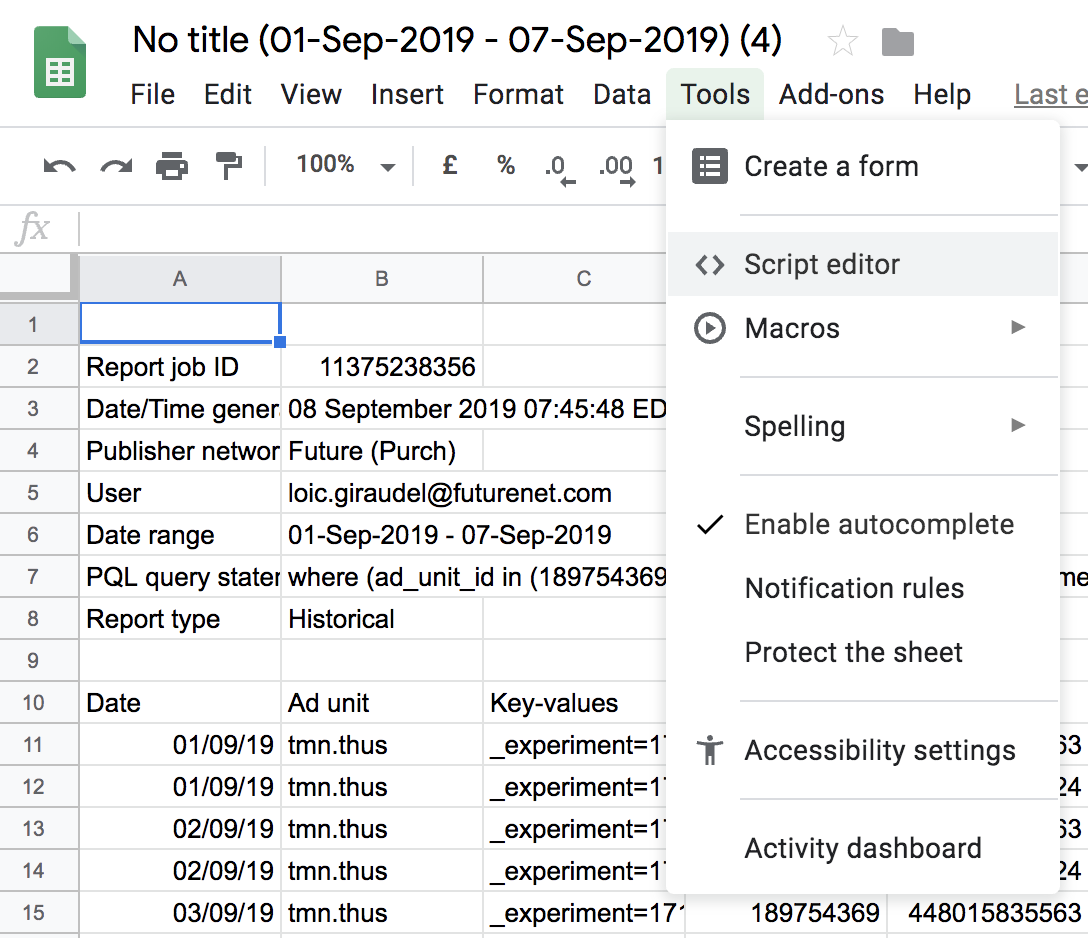 No title (01-Sep-2019 - 07-Sep-2019) (4)
File Edit View Insert Format Data Tools Add-ons Help Last e
100% £ % .0 .00 1
fx
Create a form
Script editor
Macros
Spelling
Enable autocomplete
Notification rules
Protect the sheet
Accessibility settings
Activity dashboard
A B C
1
2 Report job ID 11375238356
3 Date/Time gener 08 September 2019 07:45:48 ED
4 Publisher networ Future (Purch)
5 User loic.giraudel@futurenet.com
6 Date range 01-Sep-2019 - 07-Sep-2019
7 PQL query stater where (ad_unit_id in (189754369 me
8 Report type Historical
9
10 Date Ad unit Key-values
11 01/09/19 tmn.thus _experiment=17 63
12 01/09/19 tmn.thus _experiment=17 24
13 02/09/19 tmn.thus _experiment=17 63
14 02/09/19 tmn.thus _experiment=17 24
15 03/09/19 tmn.thus _experiment=171 189754369 448015835563